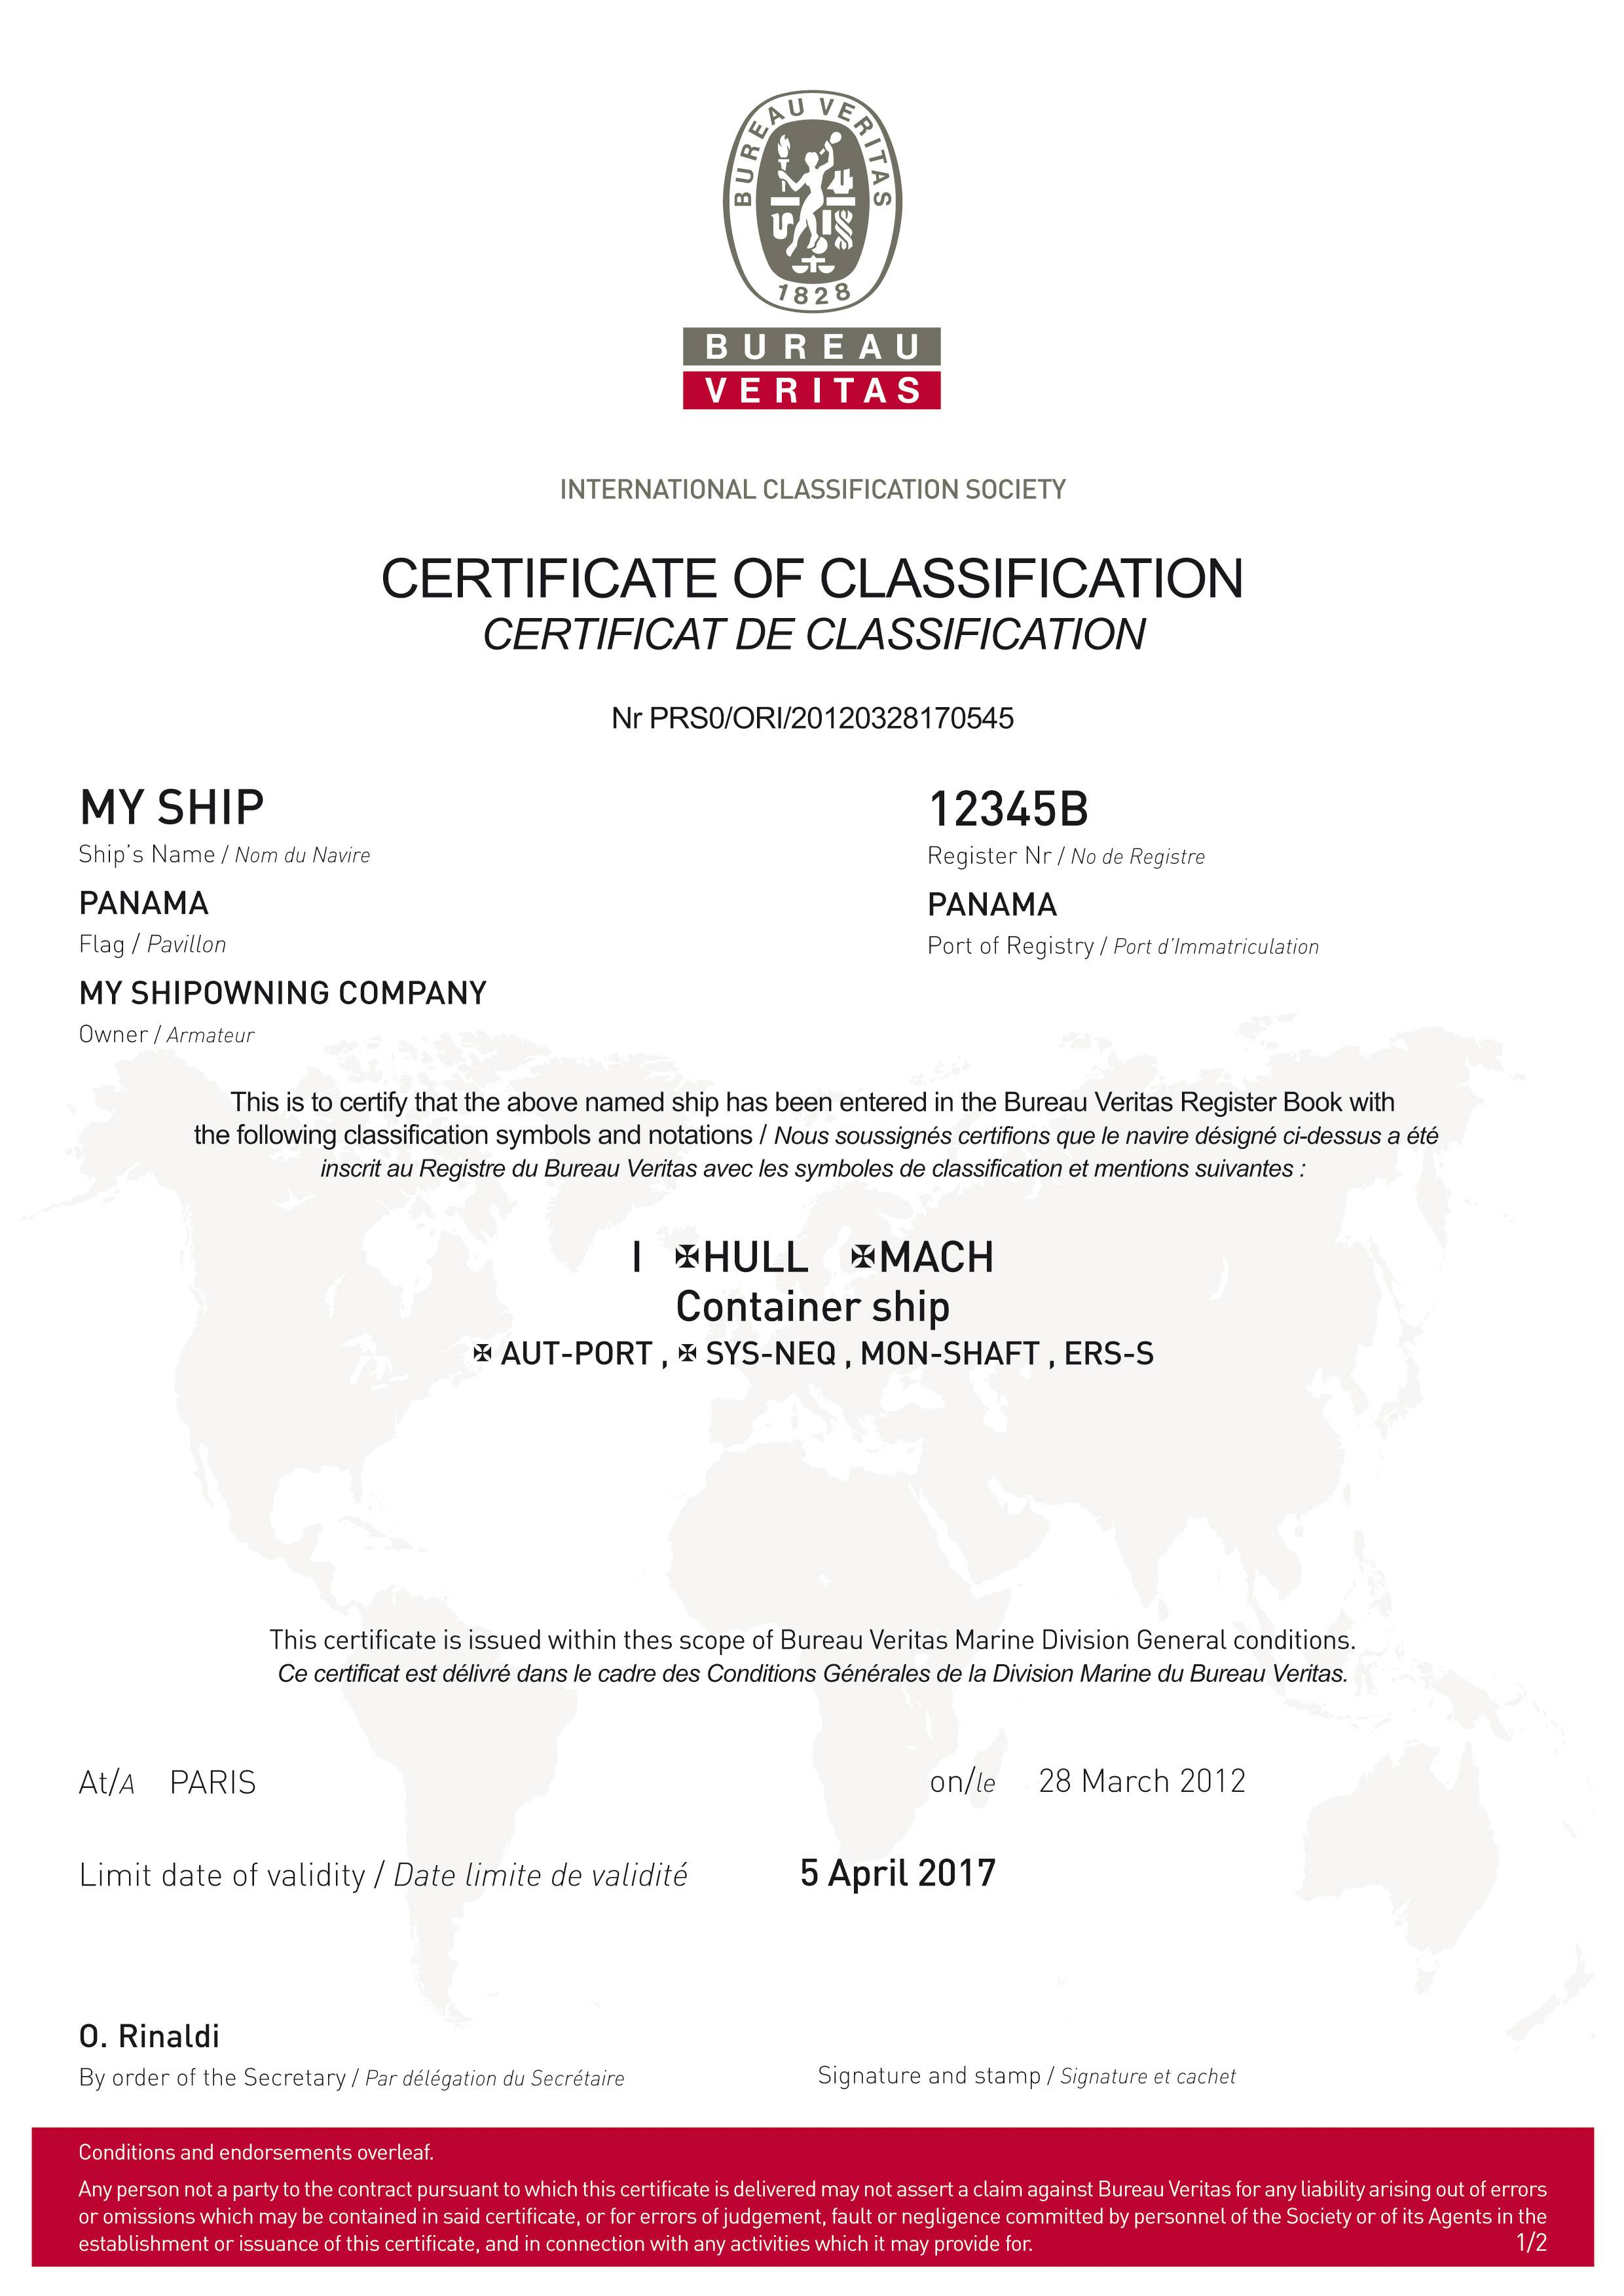 BUREAU VERITAS
1828
BUREAU
VERITAS
INTERNATIONAL CLASSIFICATION SOCIETY
CERTIFICATE OF CLASSIFICATION
CERTIFICAT DE CLASSIFICATION
Nr PRS0/ORI/20120328170545
MY SHIP
Ship's Name / Nom du Navire
12345B
Register Nr / No de Registre
PANAMA
Flag / Pavillon
PANAMA
Port of Registry / Port d'Immatriculation
MY SHIPOWNING COMPANY
Owner / Armateur
This is to certify that the above named ship has been entered in the Bureau Veritas Register Book with
the following classification symbols and notations / Nous soussignés certifions que le navire désigné ci-dessus a été
inscrit au Registre du Bureau Veritas avec les symboles de classification et mentions suivantes :
I ✠HULL ✠MACH
Container ship
✠ AUT-PORT , ✠ SYS-NEQ , MON-SHAFT , ERS-S
This certificate is issued within thes scope of Bureau Veritas Marine Division General conditions.
Ce certificat est délivré dans le cadre des Conditions Générales de la Division Marine du Bureau Veritas.
At/A PARIS
on/le 28 March 2012
Limit date of validity / Date limite de validité 5 April 2017
O. Rinaldi
By order of the Secretary / Par délégation du Secrétaire
Signature and stamp / Signature et cachet
Conditions and endorsements overleaf.
Any person not a party to the contract pursuant to which this certificate is delivered may not assert a claim against Bureau Veritas for any liability arising out of errors
or omissions which may be contained in said certificate, or for errors of judgement, fault or negligence committed by personnel of the Society or of its Agents in the
establishment or issuance of this certificate, and in connection with any activities which it may provide for.
1/2